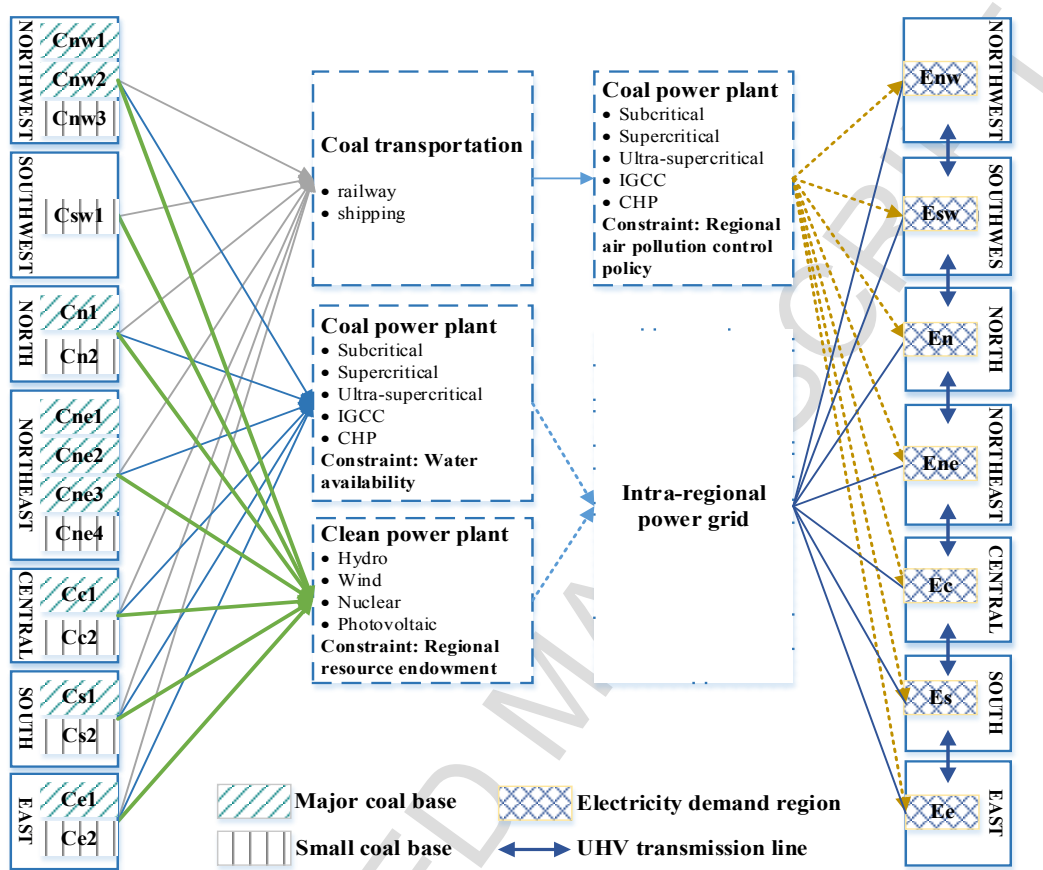 NORTHWEST
Cnw1
Cnw2
Cnw3
SOUTHWEST
Csw1
NORTH
Cn1
Cn2
NORTHEAST
Cne1
Cne2
Cne3
Cne4
CENTRAL
Cc1
Cc2
SOUTH
Cs1
Cs2
EAST
Ce1
Ce2
Coal transportation
• railway
• shipping
Coal power plant
• Subcritical
• Supercritical
• Ultra-supercritical
• IGCC
• CHP
Constraint: Regional
air pollution control
policy
Coal power plant
• Subcritical
• Supercritical
• Ultra-supercritical
• IGCC
• CHP
Constraint: Water
availability
Clean power plant
• Hydro
• Wind
• Nuclear
• Photovoltaic
Constraint: Regional
resource endowment
Intra-regional
power grid
Enw
NORTHWEST
Esw
SOUTHWES
En
NORTH
Ene
NORTHEAST
Ec
CENTRAL
Es
SOUTH
Ee
EAST
Major coal base
Electricity demand region
Small coal base
UHV transmission line